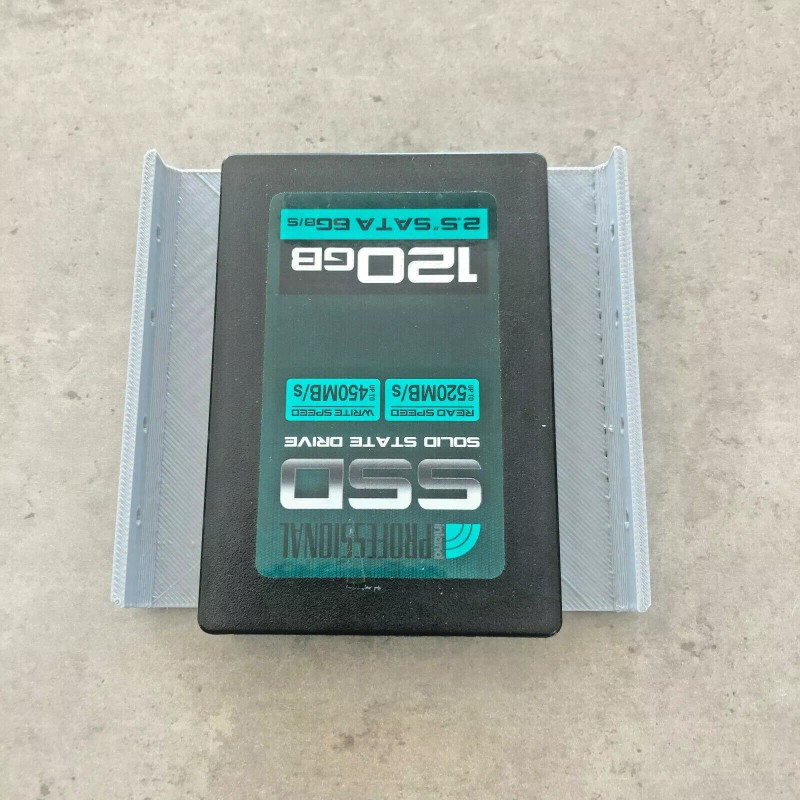 inland
PROFESSIONAL
SSD
SOLID STATE DRIVE
READ SPEED
UP TO 520MB/s
WRITE SPEED
UP TO 450MB/s
120GB
2.5" SATA 6GB/S